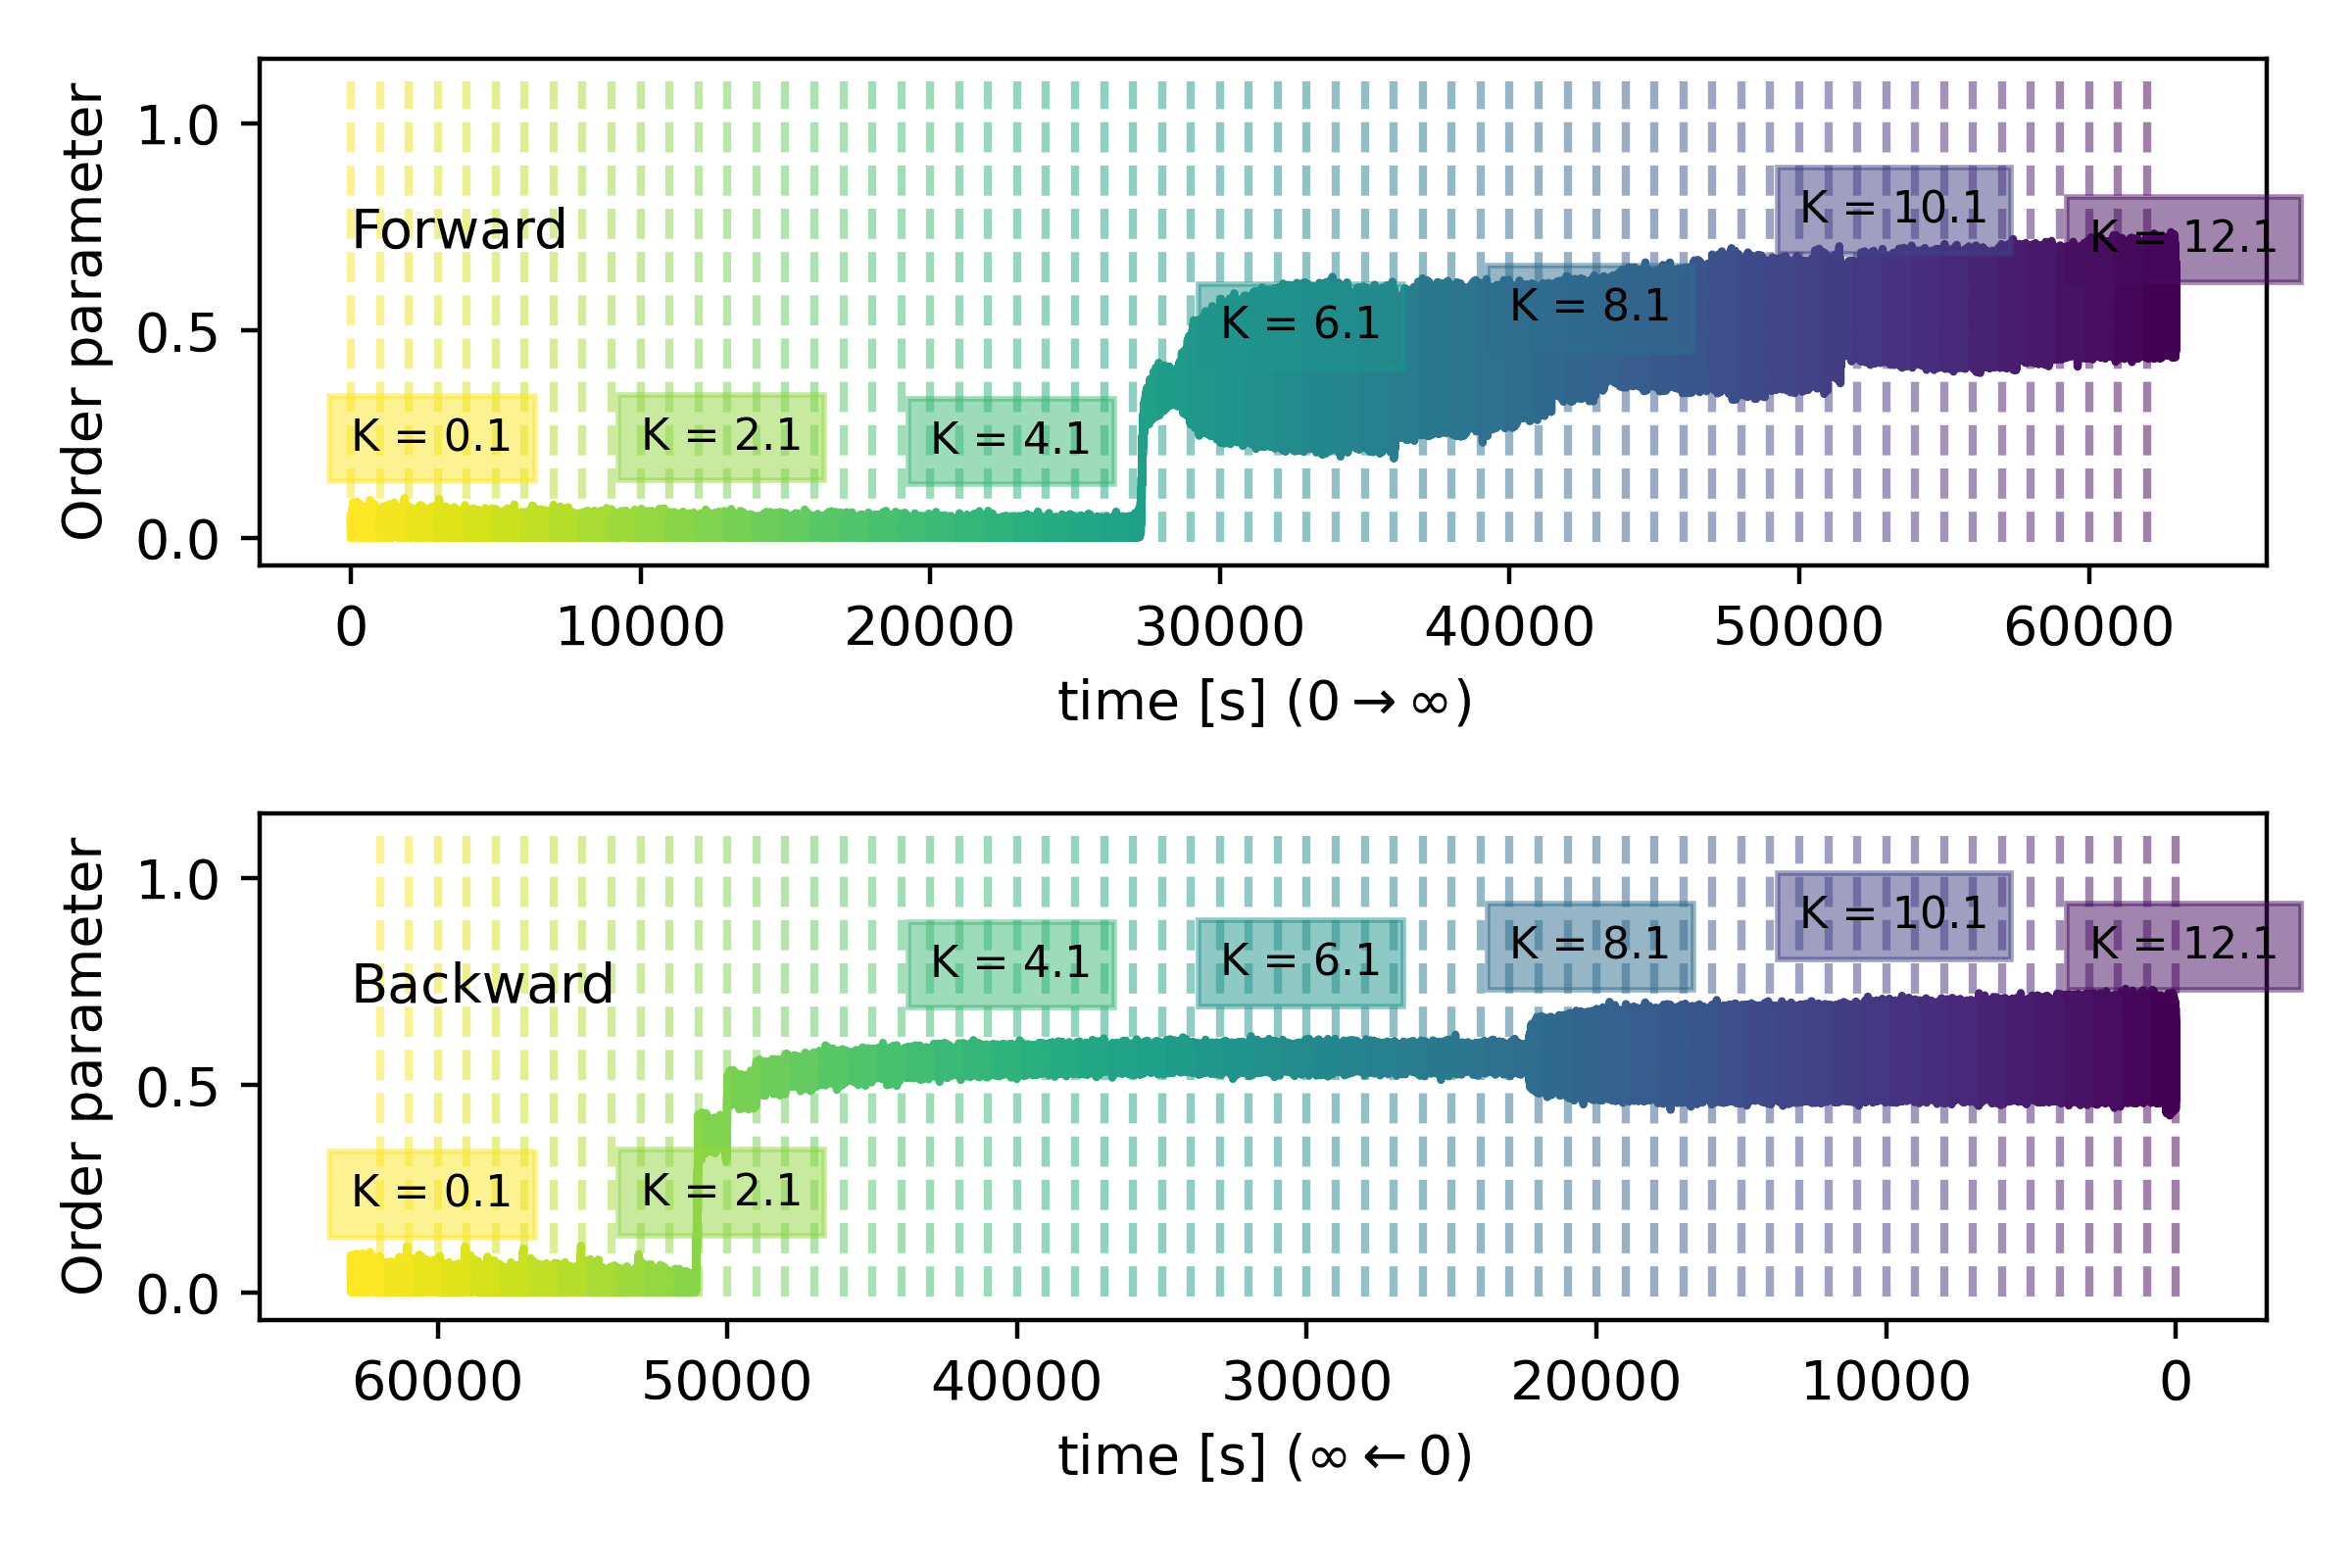 Order parameter
1.0
0.5
0.0
Forward
K = 0.1
K = 2.1
K = 4.1
K = 6.1
K = 8.1
K = 10.1
K = 12.1
0 10000 20000 30000 40000 50000 60000
time [s] (0 → ∞)
Order parameter
1.0
0.5
0.0
Backward
K = 0.1
K = 2.1
K = 4.1
K = 6.1
K = 8.1
K = 10.1
K = 12.1
60000 50000 40000 30000 20000 10000 0
time [s] (∞ ← 0)